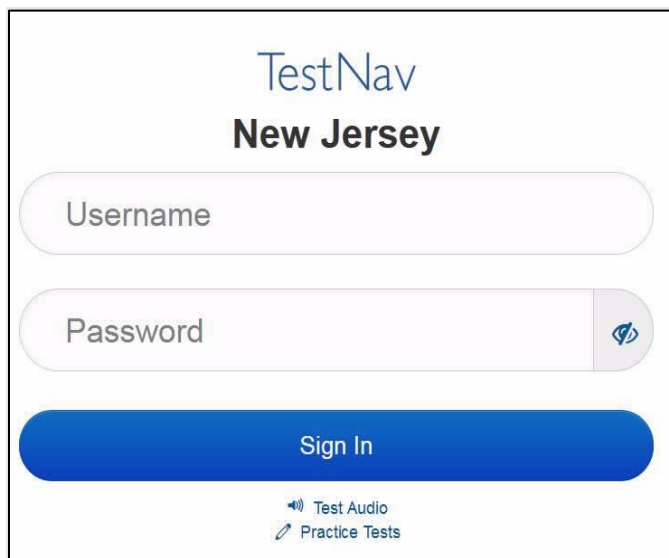 TestNav
New Jersey
Username
Password
Sign In
Test Audio
Practice Tests